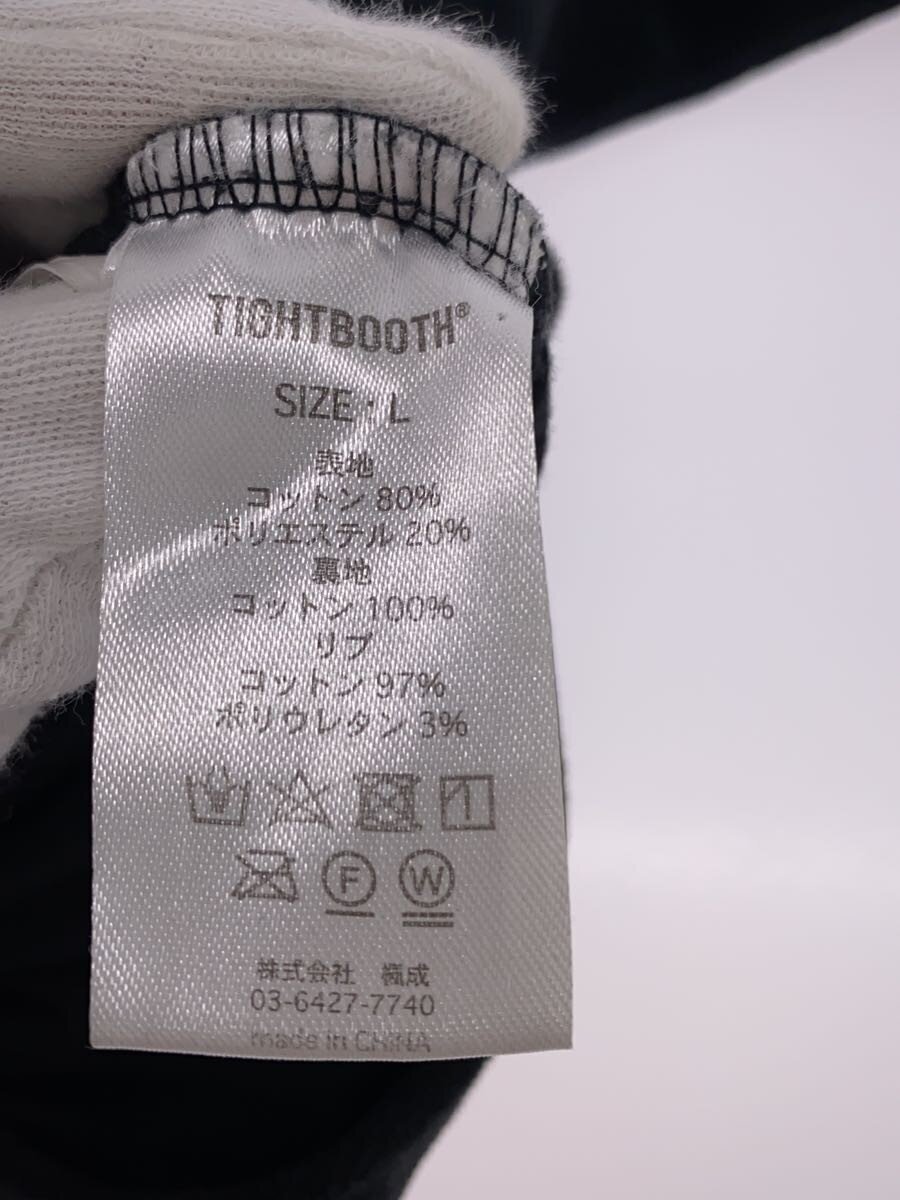 TIGHTBOOTH®
SIZE : L
表地
コットン 80%
ポリエステル 20%
裏地
コットン 100%
リブ
コットン 97%
ポリウレタン 3%
F W
株式会社 楓成
03-6427-7740
made in CHINA